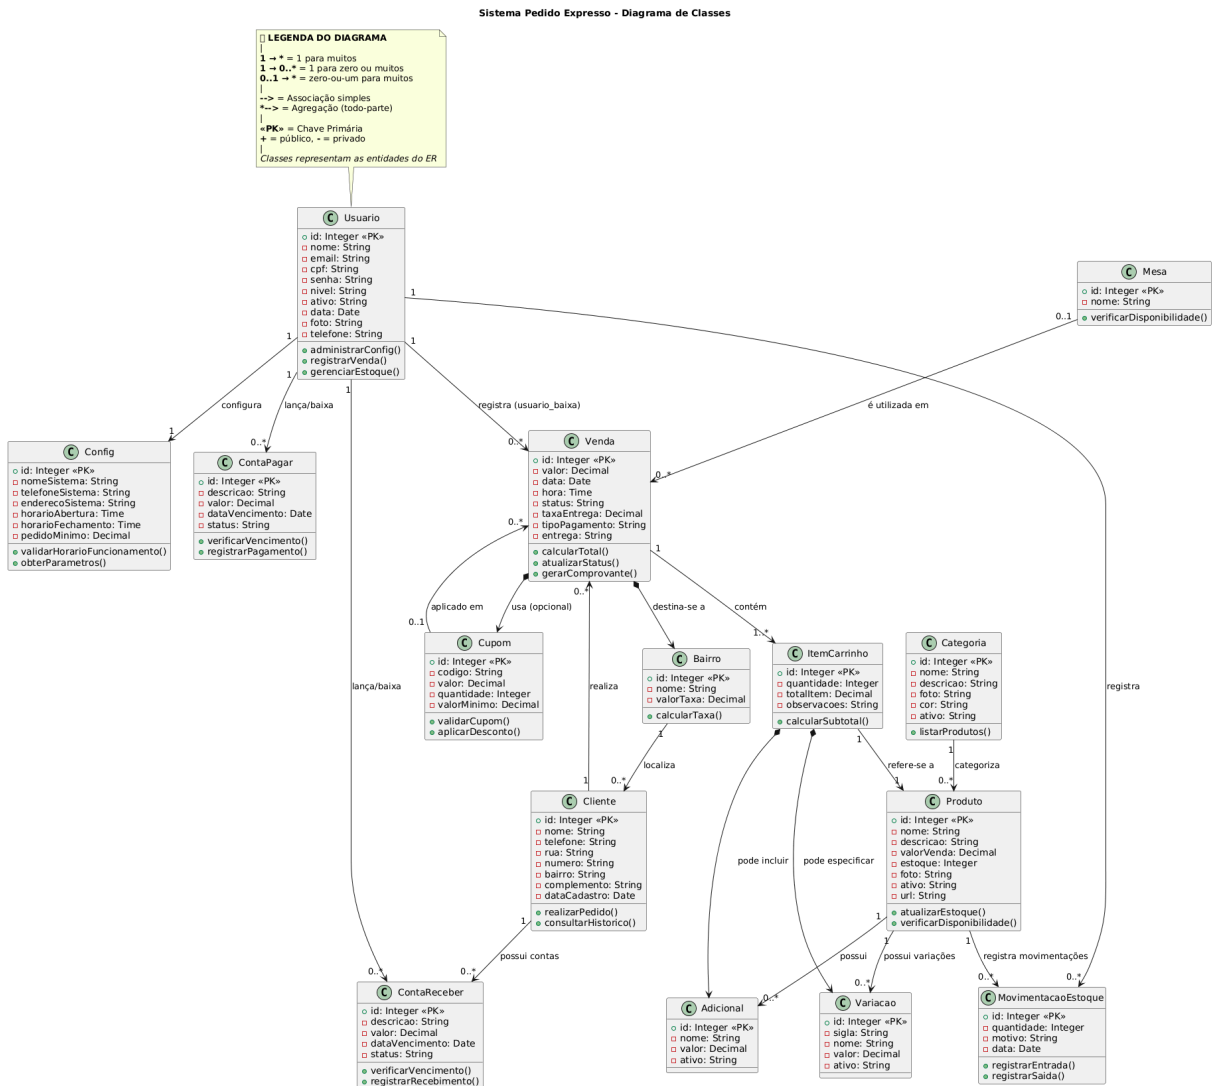 Sistema Pedido Expresso - Diagrama de Classes
LEGENDA DO DIAGRAMA
|
1 → * = 1 para muitos
1 → 0..* = 1 para zero ou muitos
0..1 → * = zero-ou-um para muitos
|
--> = Associação simples
*--> = Agregação (todo-parte)
|
«PK» = Chave Primária
+ = público, - = privado
|
Classes representam as entidades do ER
C Usuario
id: Integer «PK»
nome: String
email: String
cpf: String
senha: String
nivel: String
ativo: String
data: Date
foto: String
telefone: String
administrarConfig()
registrarVenda()
gerenciarEstoque()
C Mesa
id: Integer «PK»
nome: String
verificarDisponibilidade()
1
1
1
1
1
0..1
configura
lança/baixa
registra (usuario_baixa)
é utilizada em
1
0..*
0..*
0..*
C Config
id: Integer «PK»
nomeSistema: String
telefoneSistema: String
enderecoSistema: String
horarioAbertura: Time
horarioFechamento: Time
pedidoMinimo: Decimal
validarHorarioFuncionamento()
obterParametros()
C ContaPagar
id: Integer «PK»
descricao: String
valor: Decimal
dataVencimento: Date
status: String
verificarVencimento()
registrarPagamento()
C Venda
id: Integer «PK»
valor: Decimal
data: Date
hora: Time
status: String
taxaEntrega: Decimal
tipoPagamento: String
entrega: String
calcularTotal()
atualizarStatus()
gerarComprovante()
0..*
1
0..*
aplicado em
usa (opcional)
destina-se a
contém
0..1
1..*
C Cupom
id: Integer «PK»
codigo: String
valor: Decimal
quantidade: Integer
valorMinimo: Decimal
validarCupom()
aplicarDesconto()
C Bairro
id: Integer «PK»
nome: String
valorTaxa: Decimal
calcularTaxa()
C ItemCarrinho
id: Integer «PK»
quantidade: Integer
totalItem: Decimal
observacoes: String
calcularSubtotal()
C Categoria
id: Integer «PK»
nome: String
descricao: String
foto: String
cor: String
ativo: String
listarProdutos()
lança/baixa
realiza
registra
1
1
1
localiza
refere-se a
categoriza
1
0..*
1
0..*
C Cliente
id: Integer «PK»
nome: String
telefone: String
rua: String
numero: String
bairro: String
complemento: String
dataCadastro: Date
realizarPedido()
consultarHistorico()
pode incluir
pode especificar
C Produto
id: Integer «PK»
nome: String
descricao: String
valorVenda: Decimal
estoque: Integer
foto: String
ativo: String
url: String
atualizarEstoque()
verificarDisponibilidade()
1
1
1
1
possui contas
possui
possui variações
registra movimentações
0..*
0..*
0..*
0..*
0..*
0..*
C ContaReceber
id: Integer «PK»
descricao: String
valor: Decimal
dataVencimento: Date
status: String
verificarVencimento()
registrarRecebimento()
C Adicional
id: Integer «PK»
nome: String
valor: Decimal
ativo: String
C Variacao
id: Integer «PK»
sigla: String
nome: String
valor: Decimal
ativo: String
C MovimentacaoEstoque
id: Integer «PK»
quantidade: Integer
motivo: String
data: Date
registrarEntrada()
registrarSaida()